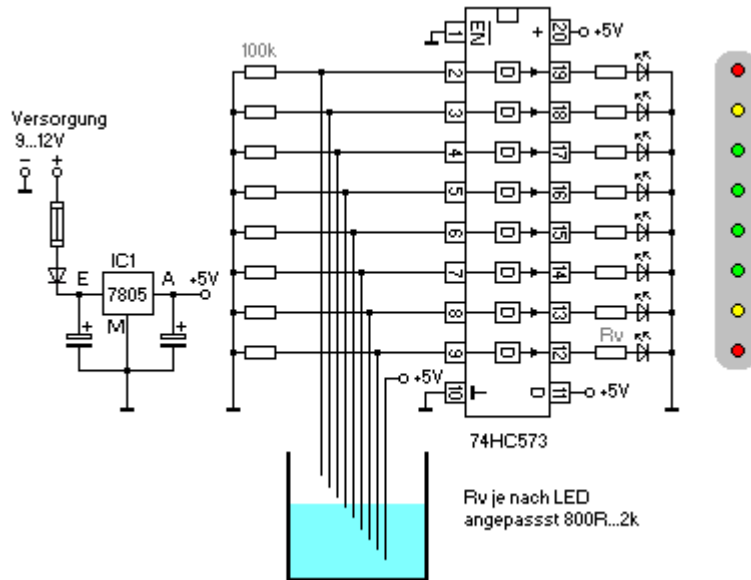 100k
1
EN
+
20
+5V
2
D
19
3
D
18
Versorgung
9...12V
-
+
4
D
17
5
D
16
6
D
15
IC1
E
7805
A
+5V
M
+
+
7
D
14
8
D
13
Rv
9
D
12
+5V
10
D
11
+5V
74HC573
Rv je nach LED
angepassst 800R...2k